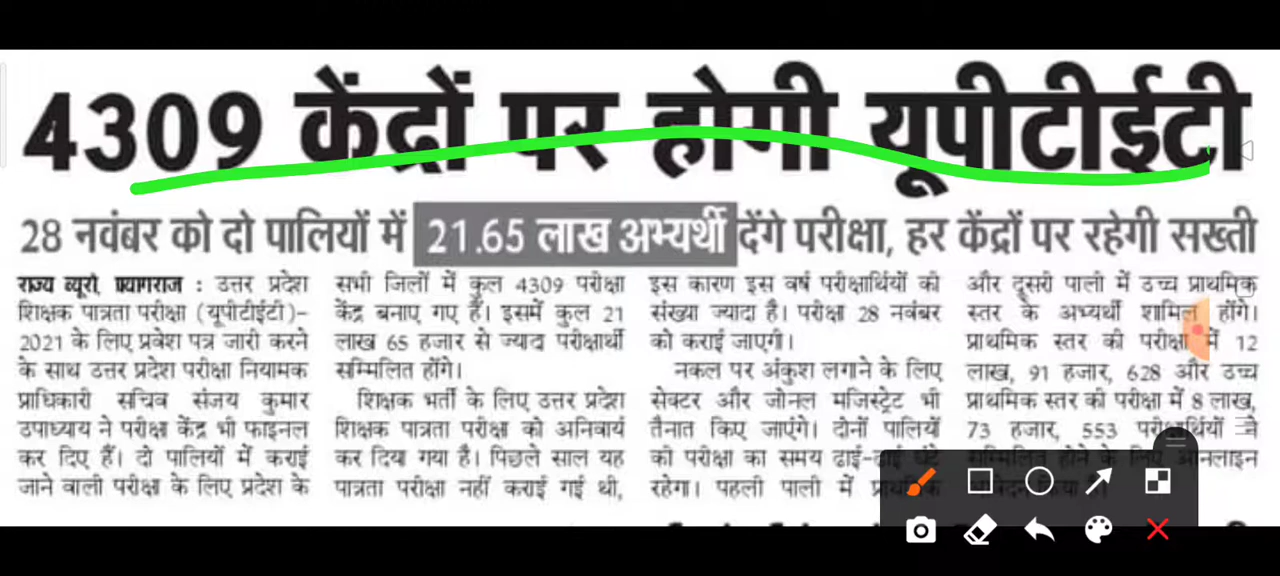 4309 केंद्रों पर होगी यूपीटीईटी
28 नवंबर को दो पालियों में 21.65 लाख अभ्यर्थी देंगे परीक्षा, हर केंद्रों पर रहेगी सख्ती
राज्य ब्यूरो, प्रयागराज : उत्तर प्रदेश
शिक्षक पात्रता परीक्षा (यूपीटीईटी)-
2021 के लिए प्रवेश पत्र जारी करने
के साथ उत्तर प्रदेश परीक्षा नियामक
प्राधिकारी सचिव संजय कुमार
उपाध्याय ने परीक्षा केंद्र भी फाइनल
कर दिए हैं। दो पालियों में कराई
जाने वाली परीक्षा के लिए प्रदेश के
सभी जिलों में कुल 4309 परीक्षा
केंद्र बनाए गए हैं। इसमें कुल 21
लाख 65 हजार से ज्याद परीक्षार्थी
सम्मिलित होंगे।
शिक्षक भर्ती के लिए उत्तर प्रदेश
शिक्षक पात्रता परीक्षा को अनिवार्य
कर दिया गया है। पिछले साल यह
पात्रता परीक्षा नहीं कराई गई थी,
इस कारण इस वर्ष परीक्षार्थियों की
संख्या ज्यादा है। परीक्षा 28 नवंबर
को कराई जाएगी।
नकल पर अंकुश लगाने के लिए
सेक्टर और जोनल मजिस्ट्रेट भी
तैनात किए जाएंगे। दोनों पालियों
की परीक्षा का समय ढाई-ढाई घंटे
रहेगा। पहली पाली में प्राथमिक
और दूसरी पाली में उच्च प्राथमिक
स्तर के अभ्यर्थी शामिल होंगे।
प्राथमिक स्तर की परीक्षा में 12
लाख, 91 हजार, 628 और उच्च
प्राथमिक स्तर की परीक्षा में 8 लाख,
73 हजार, 553 परीक्षार्थियों ने
सम्मिलित होने के लिए ऑनलाइन
आवेदन किया है।